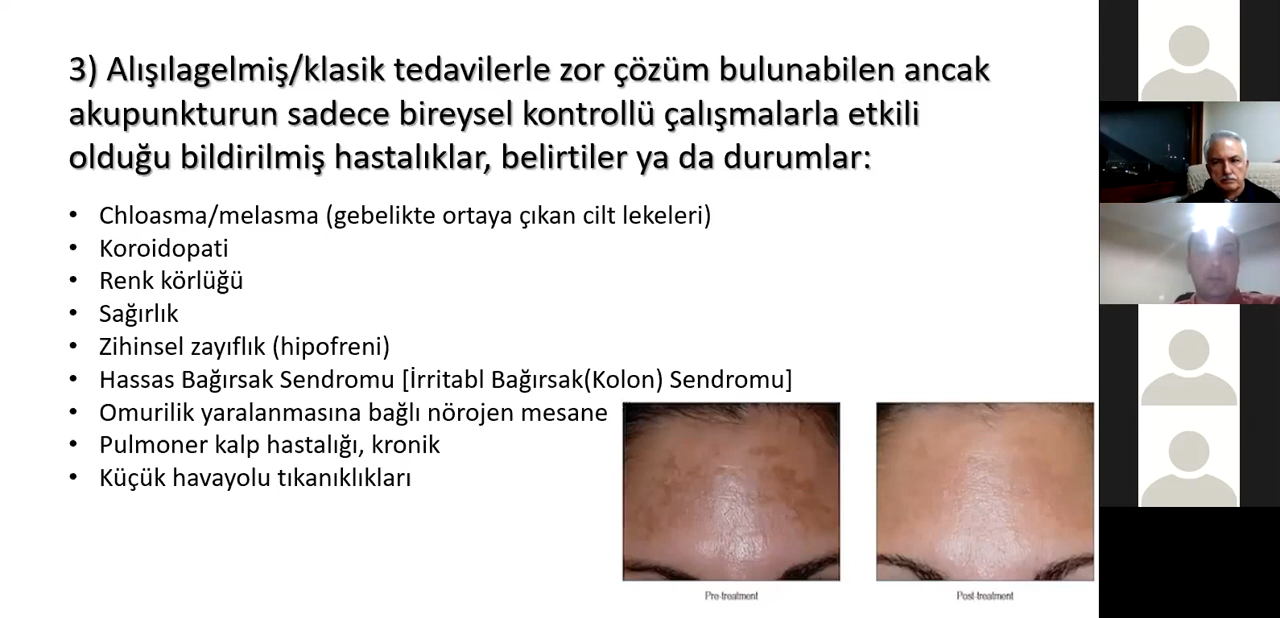 3) Alışılagelmiş/klasik tedavilerle zor çözüm bulunabilen ancak
akupunkturun sadece bireysel kontrollü çalışmalarla etkili
olduğu bildirilmiş hastalıklar, belirtiler ya da durumlar:
• Chloasma/melasma (gebelikte ortaya çıkan cilt lekeleri)
• Koroidopati
• Renk körlüğü
• Sağırlık
• Zihinsel zayıflık (hipofreni)
• Hassas Bağırsak Sendromu [İrritabl Bağırsak(Kolon) Sendromu]
• Omurilik yaralanmasına bağlı nörojen mesane
• Pulmoner kalp hastalığı, kronik
• Küçük havayolu tıkanıklıkları
Pre-treatment
Post-treatment